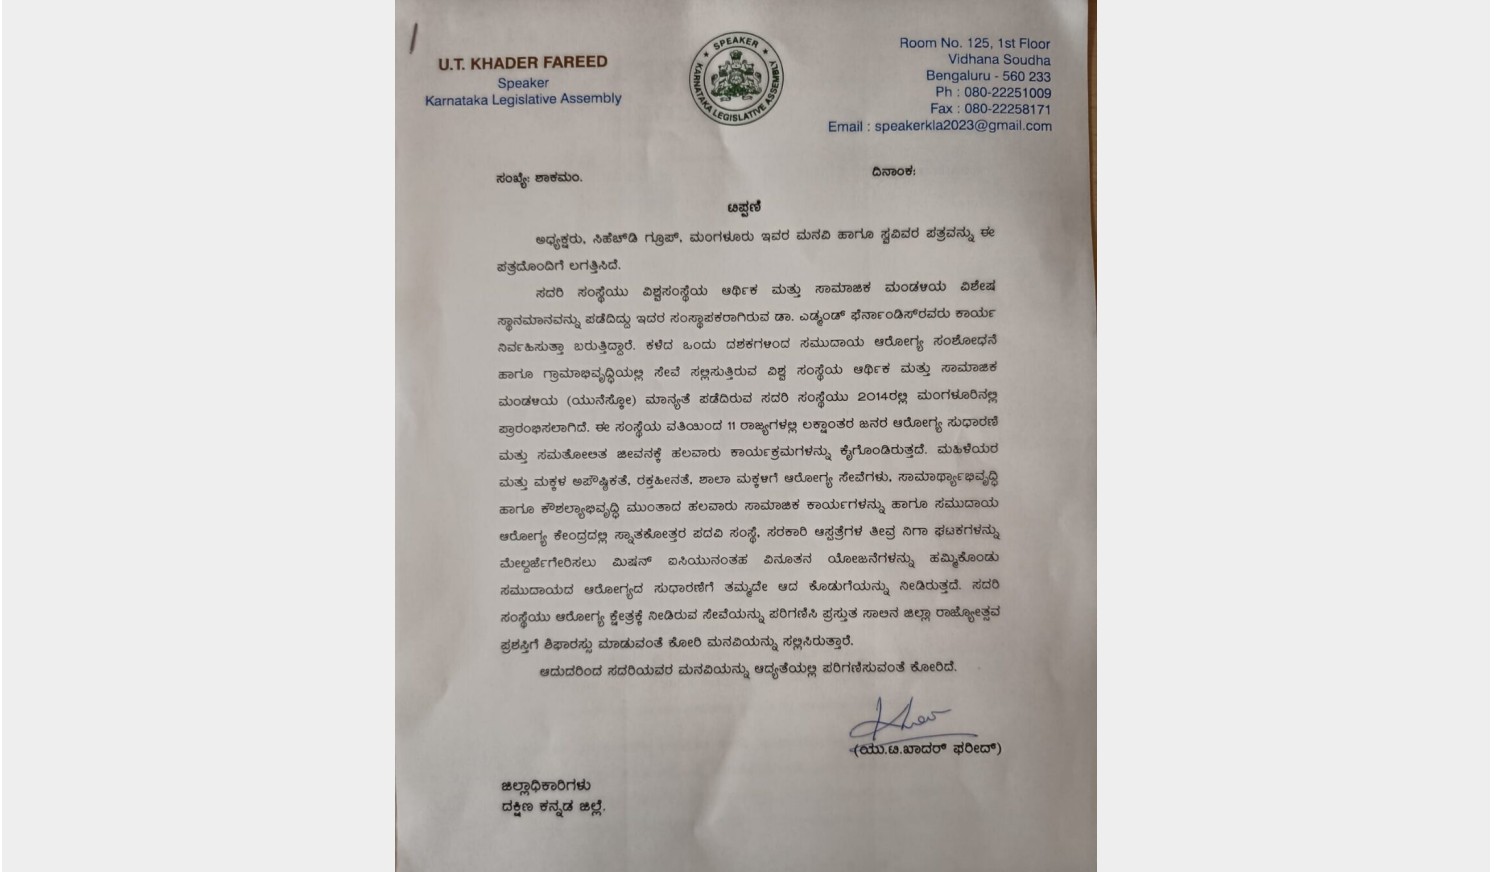 U.T. KHADER FAREED
Speaker
Karnataka Legislative Assembly
SPEAKER
KARNATAKA LEGISLATIVE ASSEMBLY
Room No. 125, 1st Floor
Vidhana Soudha
Bengaluru - 560 233
Ph : 080-22251009
Fax : 080-22258171
Email : speakerkla2023@gmail.com
ಸಂಖ್ಯೆ: ಶಾಕಮಂ.
ದಿನಾಂಕ:
ಟಿಪ್ಪಣಿ
ಅಧ್ಯಕ್ಷರು, ಸಿಹೆಚ್‌ಡಿ ಗ್ರೂಪ್, ಮಂಗಳೂರು ಇವರ ಮನವಿ ಹಾಗೂ ಸ್ವವಿವರ ಪತ್ರವನ್ನು ಈ
ಪತ್ರದೊಂದಿಗೆ ಲಗತ್ತಿಸಿದೆ.
ಸದರಿ ಸಂಸ್ಥೆಯು ವಿಶ್ವಸಂಸ್ಥೆಯ ಆರ್ಥಿಕ ಮತ್ತು ಸಾಮಾಜಿಕ ಮಂಡಳಿಯ ವಿಶೇಷ
ಸ್ಥಾನಮಾನವನ್ನು ಪಡೆದಿದ್ದು ಇದರ ಸಂಸ್ಥಾಪಕರಾಗಿರುವ ಡಾ. ಎಡ್ಮಂಡ್ ಫೆರ್ನಾಂಡಿಸ್‌ರವರು ಕಾರ್ಯ
ನಿರ್ವಹಿಸುತ್ತಾ ಬರುತ್ತಿದ್ದಾರೆ. ಕಳೆದ ಒಂದು ದಶಕಗಳಿಂದ ಸಮುದಾಯ ಆರೋಗ್ಯ ಸಂಶೋಧನೆ
ಹಾಗೂ ಗ್ರಾಮಾಭಿವೃದ್ಧಿಯಲ್ಲಿ ಸೇವೆ ಸಲ್ಲಿಸುತ್ತಿರುವ ವಿಶ್ವ ಸಂಸ್ಥೆಯ ಆರ್ಥಿಕ ಮತ್ತು ಸಾಮಾಜಿಕ
ಮಂಡಳಿಯ (ಯುನೆಸ್ಕೋ) ಮಾನ್ಯತೆ ಪಡೆದಿರುವ ಸದರಿ ಸಂಸ್ಥೆಯು 2014ರಲ್ಲಿ ಮಂಗಳೂರಿನಲ್ಲಿ
ಪ್ರಾರಂಭಿಸಲಾಗಿದೆ. ಈ ಸಂಸ್ಥೆಯ ವತಿಯಿಂದ 11 ರಾಜ್ಯಗಳಲ್ಲಿ ಲಕ್ಷಾಂತರ ಜನರ ಆರೋಗ್ಯ ಸುಧಾರಣೆ
ಮತ್ತು ಸಮತೋಲಿತ ಜೀವನಕ್ಕೆ ಹಲವಾರು ಕಾರ್ಯಕ್ರಮಗಳನ್ನು ಕೈಗೊಂಡಿರುತ್ತದೆ. ಮಹಿಳೆಯರ
ಮತ್ತು ಮಕ್ಕಳ ಅಪೌಷ್ಠಿಕತೆ, ರಕ್ತಹೀನತೆ, ಶಾಲಾ ಮಕ್ಕಳಿಗೆ ಆರೋಗ್ಯ ಸೇವೆಗಳು, ಸಾಮಾರ್ಥ್ಯಾಭಿವೃದ್ಧಿ
ಹಾಗೂ ಕೌಶಲ್ಯಾಭಿವೃದ್ಧಿ ಮುಂತಾದ ಹಲವಾರು ಸಾಮಾಜಿಕ ಕಾರ್ಯಗಳನ್ನು ಹಾಗೂ ಸಮುದಾಯ
ಆರೋಗ್ಯ ಕೇಂದ್ರದಲ್ಲಿ ಸ್ನಾತಕೋತ್ತರ ಪದವಿ ಸಂಸ್ಥೆ, ಸರಕಾರಿ ಆಸ್ಪತ್ರೆಗಳ ತೀವ್ರ ನಿಗಾ ಘಟಕಗಳನ್ನು
ಮೇಲ್ದರ್ಜೆಗೇರಿಸಲು ಮಿಷನ್ ಐಸಿಯುನಂತಹ ವಿನೂತನ ಯೋಜನೆಗಳನ್ನು ಹಮ್ಮಿಕೊಂಡು
ಸಮುದಾಯದ ಆರೋಗ್ಯದ ಸುಧಾರಣೆಗೆ ತಮ್ಮದೇ ಆದ ಕೊಡುಗೆಯನ್ನು ನೀಡಿರುತ್ತದೆ. ಸದರಿ
ಸಂಸ್ಥೆಯು ಆರೋಗ್ಯ ಕ್ಷೇತ್ರಕ್ಕೆ ನೀಡಿರುವ ಸೇವೆಯನ್ನು ಪರಿಗಣಿಸಿ ಪ್ರಸ್ತುತ ಸಾಲಿನ ಜಿಲ್ಲಾ ರಾಜ್ಯೋತ್ಸವ
ಪ್ರಶಸ್ತಿಗೆ ಶಿಫಾರಸ್ಸು ಮಾಡುವಂತೆ ಕೋರಿ ಮನವಿಯನ್ನು ಸಲ್ಲಿಸಿರುತ್ತಾರೆ.
ಆದುದರಿಂದ ಸದರಿಯವರ ಮನವಿಯನ್ನು ಆದ್ಯತೆಯಲ್ಲಿ ಪರಿಗಣಿಸುವಂತೆ ಕೋರಿದೆ.
(ಯು.ಟಿ.ಖಾದರ್ ಫರೀದ್)
ಜಿಲ್ಲಾಧಿಕಾರಿಗಳು
ದಕ್ಷಿಣ ಕನ್ನಡ ಜಿಲ್ಲೆ.